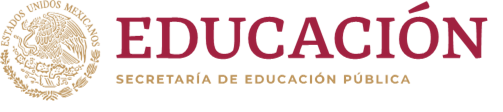 ESTADOS UNIDOS MEXICANOS
EDUCACIÓN
SECRETARÍA DE EDUCACIÓN PÚBLICA